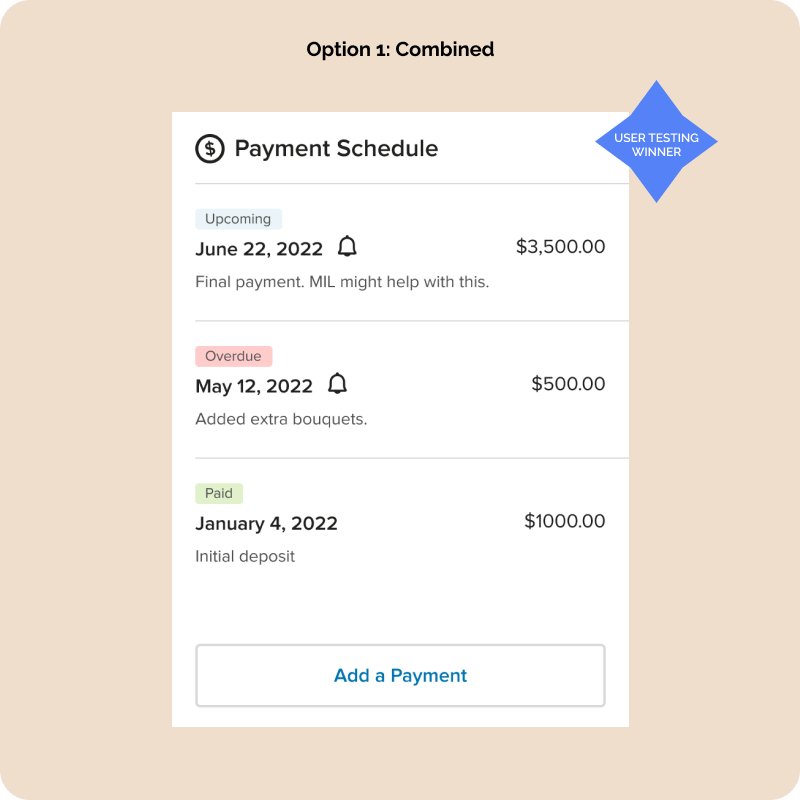 Option 1: Combined
USER TESTING
WINNER
$ Payment Schedule
Upcoming
June 22, 2022 $3,500.00
Final payment. MIL might help with this.
Overdue
May 12, 2022 $500.00
Added extra bouquets.
Paid
January 4, 2022 $1000.00
Initial deposit
Add a Payment